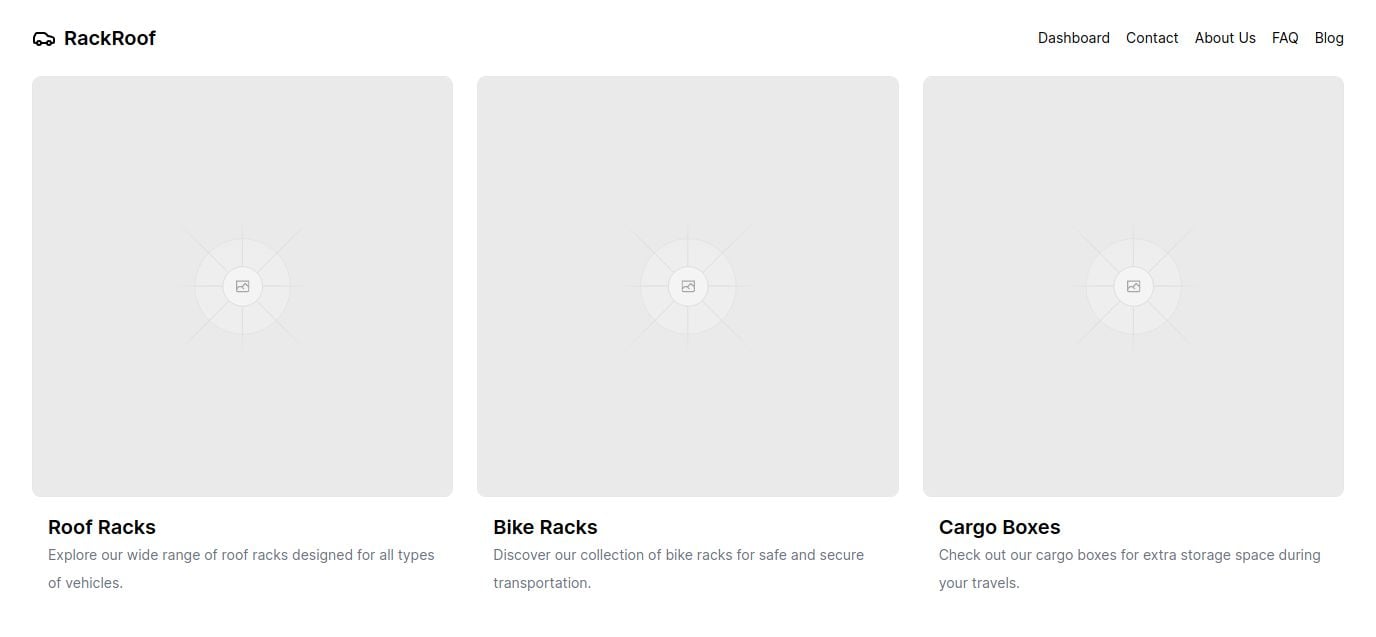 RackRoof
Dashboard Contact About Us FAQ Blog
Roof Racks
Explore our wide range of roof racks designed for all types
of vehicles.
Bike Racks
Discover our collection of bike racks for safe and secure
transportation.
Cargo Boxes
Check out our cargo boxes for extra storage space during
your travels.